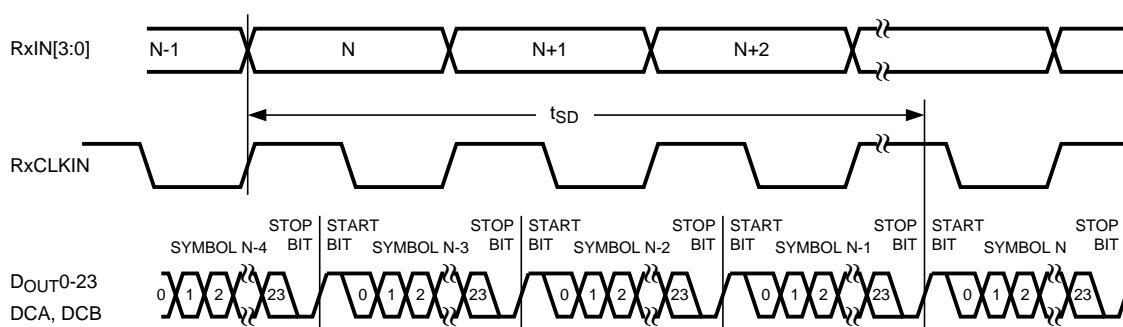 RxIN[3:0]
N-1 N N+1 N+2
tSD
RxCLKIN
STOP BIT START BIT STOP BIT START BIT STOP BIT START BIT STOP BIT START BIT STOP BIT
SYMBOL N-4 SYMBOL N-3 SYMBOL N-2 SYMBOL N-1 SYMBOL N
DOUT0-23
0 1 2 23 0 1 2 23 0 1 2 23 0 1 2 23 0 1 2 23
DCA, DCB